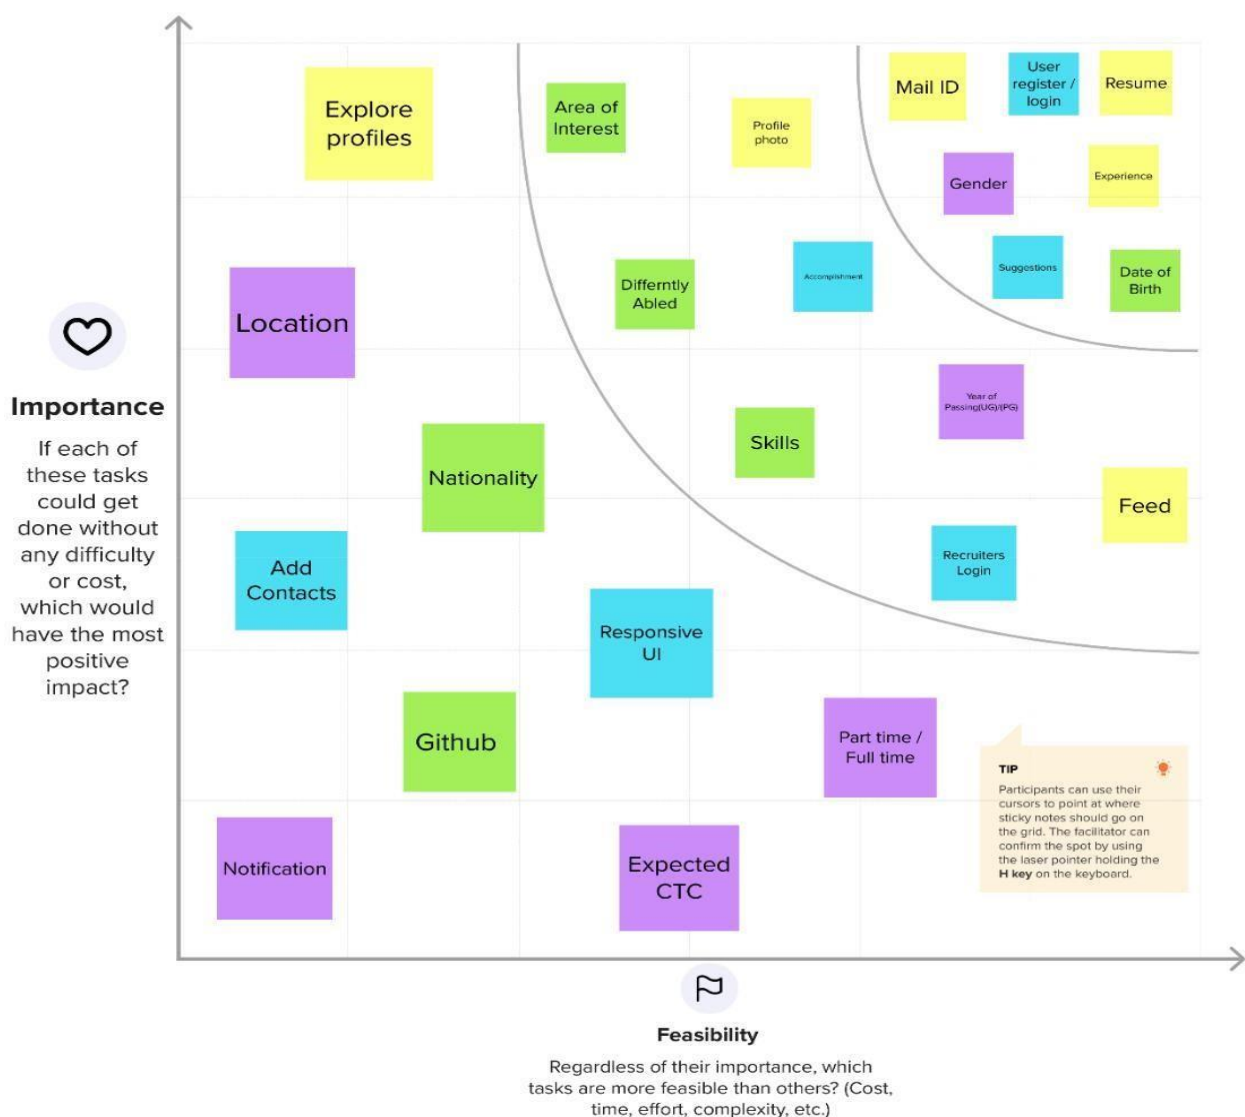 Explore
profiles
Area of
Interest
Profile
photo
Mail ID
User
register /
login
Resume
Gender
Experience
Location
Differntly
Abled
Accomplishment
Suggestions
Date of
Birth
Importance
If each of
these tasks
could get
done without
any difficulty
or cost,
which would
have the most
positive
impact?
Nationality
Skills
Year of
Passing(UG)/(PG)
Feed
Add
Contacts
Responsive
UI
Recruiters
Login
Github
Part time /
Full time
TIP
Participants can use their
cursors to point at where
sticky notes should go on
the grid. The facilitator can
confirm the spot by using
the laser pointer holding the
H key on the keyboard.
Notification
Expected
CTC
Feasibility
Regardless of their importance, which
tasks are more feasible than others? (Cost,
time, effort, complexity, etc.)